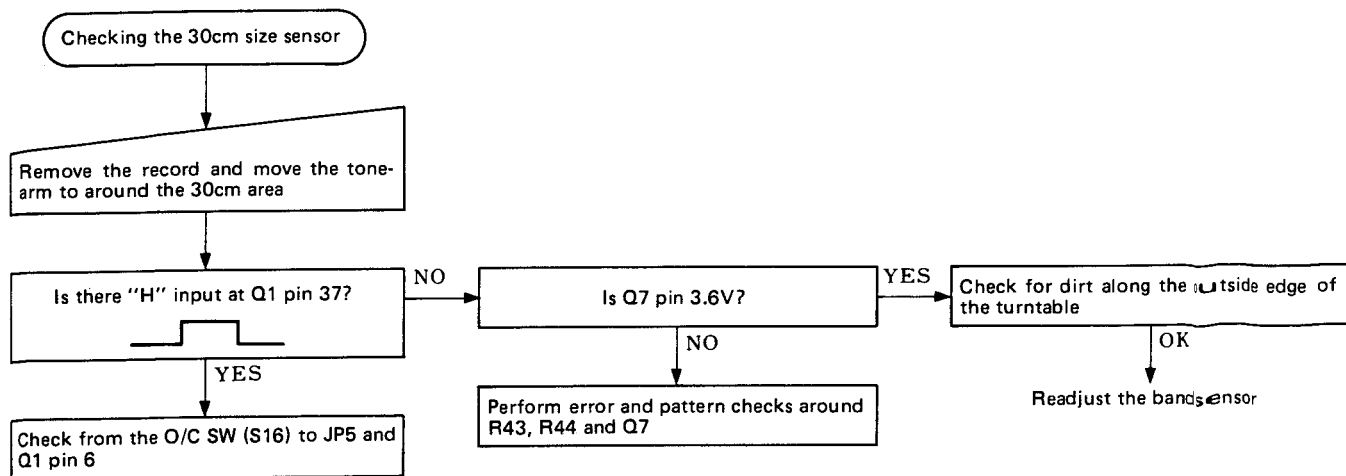 Checking the 30cm size sensor
Remove the record and move the tone-
arm to around the 30cm area
Is there "H" input at Q1 pin 37?
NO
Is Q7 pin 3.6V?
YES
Check for dirt along the outside edge of
the turntable
YES
NO
OK
Check from the O/C SW (S16) to JP5 and
Q1 pin 6
Perform error and pattern checks around
R43, R44 and Q7
Readjust the bandsensor